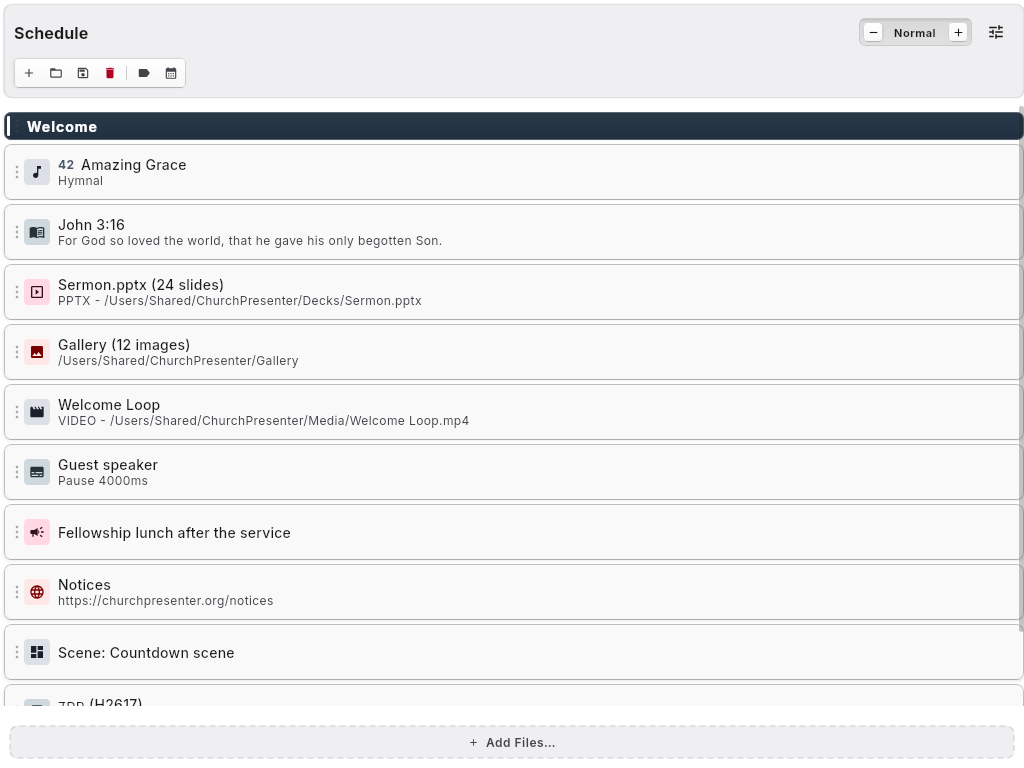 Schedule
Normal
Welcome
42 Amazing Grace
Hymnal
John 3:16
For God so loved the world, that he gave his only begotten Son.
Sermon.pptx (24 slides)
PPTX - /Users/Shared/ChurchPresenter/Decks/Sermon.pptx
Gallery (12 images)
/Users/Shared/ChurchPresenter/Gallery
Welcome Loop
VIDEO - /Users/Shared/ChurchPresenter/Media/Welcome Loop.mp4
Guest speaker
Pause 4000ms
Fellowship lunch after the service
Notices
https://churchpresenter.org/notices
Scene: Countdown scene
(H2617)
+ Add Files...